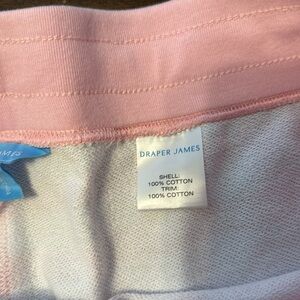 DRAPER JAMES
SHELL:
100% COTTON
TRIM:
100% COTTON